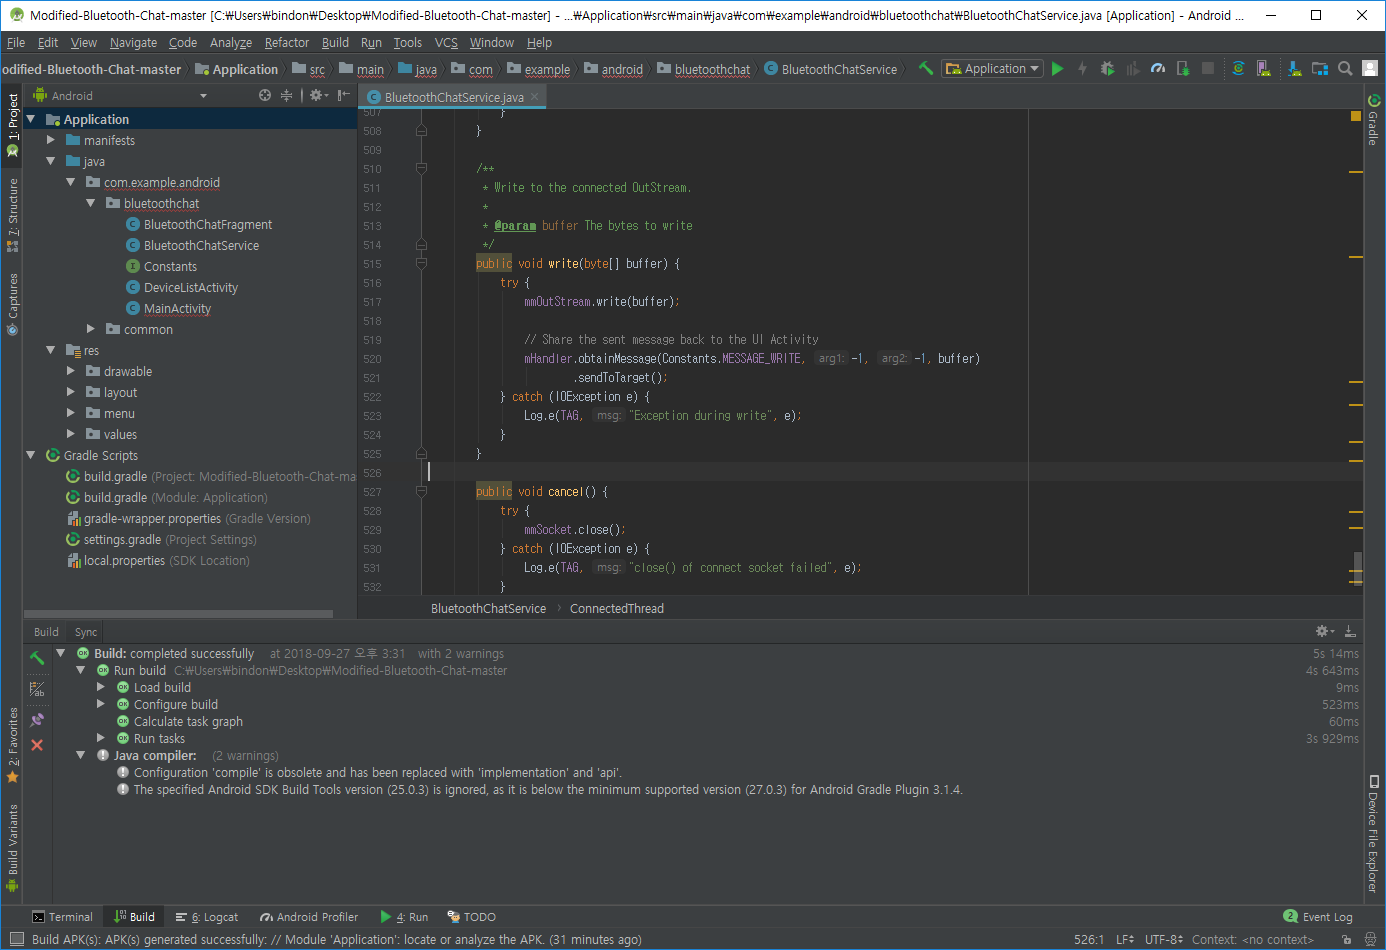 Modified-Bluetooth-Chat-master [C:₩Users₩bindon₩Desktop₩Modified-Bluetooth-Chat-master] - ...₩Application₩src₩main₩java₩com₩example₩android₩bluetoothchat₩BluetoothChatService.java [Application] - Android ...
File Edit View Navigate Code Analyze Refactor Build Run Tools VCS Window Help
odified-Bluetooth-Chat-master Application src main java com example android bluetoothchat BluetoothChatService Application
Android
BluetoothChatService.java
1: Project
7: Structure
Captures
2: Favorites
Build Variants
Application
manifests
java
com.example.android
bluetoothchat
BluetoothChatFragment
BluetoothChatService
Constants
DeviceListActivity
MainActivity
common
res
drawable
layout
menu
values
Gradle Scripts
build.gradle (Project: Modified-Bluetooth-Chat-ma
build.gradle (Module: Application)
gradle-wrapper.properties (Gradle Version)
settings.gradle (Project Settings)
local.properties (SDK Location)
507 }
508 }
509
510 /**
511 * Write to the connected OutStream.
512 *
513 * @param buffer The bytes to write
514 */
515 public void write(byte[] buffer) {
516 try {
517 mmOutStream.write(buffer);
518
519 // Share the sent message back to the UI Activity
520 mHandler.obtainMessage(Constants.MESSAGE_WRITE, arg1: -1, arg2: -1, buffer)
521 .sendToTarget();
522 } catch (IOException e) {
523 Log.e(TAG, msg: "Exception during write", e);
524 }
525 }
526
527 public void cancel() {
528 try {
529 mmSocket.close();
530 } catch (IOException e) {
531 Log.e(TAG, msg: "close() of connect socket failed", e);
532 }
BluetoothChatService › ConnectedThread
Gradle
Device File Explorer
Build Sync
Build: completed successfully at 2018-09-27 오후 3:31 with 2 warnings 5s 14ms
Run build C:₩Users₩bindon₩Desktop₩Modified-Bluetooth-Chat-master 4s 643ms
Load build 9ms
Configure build 523ms
Calculate task graph 60ms
Run tasks 3s 929ms
Java compiler: (2 warnings)
Configuration 'compile' is obsolete and has been replaced with 'implementation' and 'api'.
The specified Android SDK Build Tools version (25.0.3) is ignored, as it is below the minimum supported version (27.0.3) for Android Gradle Plugin 3.1.4.
Terminal Build 6: Logcat Android Profiler 4: Run TODO 2 Event Log
Build APK(s): APK(s) generated successfully: // Module 'Application': locate or analyze the APK. (31 minutes ago) 526:1 LF÷ UTF-8÷ Context: <no context>